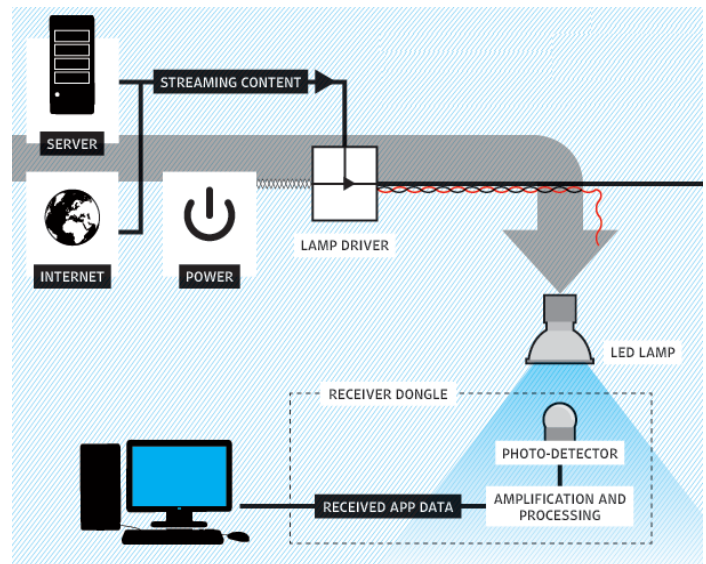 STREAMING CONTENT
SERVER
LAMP DRIVER
INTERNET
POWER
LED LAMP
RECEIVER DONGLE
PHOTO-DETECTOR
RECEIVED APP DATA
AMPLIFICATION AND
PROCESSING